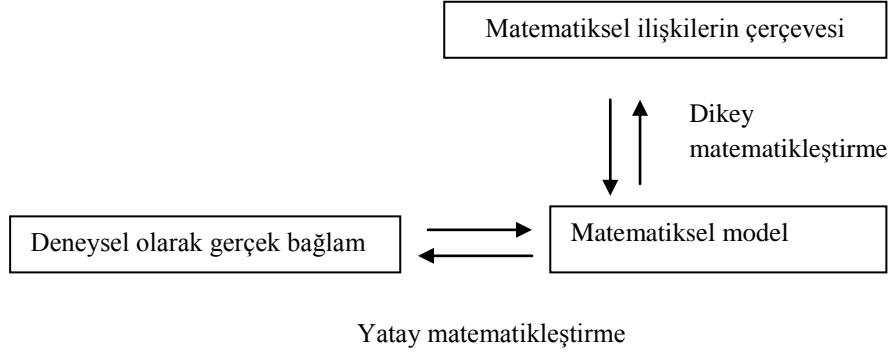 Matematiksel ilişkilerin çerçevesi
Dikey
matematikleştirme
Deneysel olarak gerçek bağlam
Matematiksel model
Yatay matematikleştirme